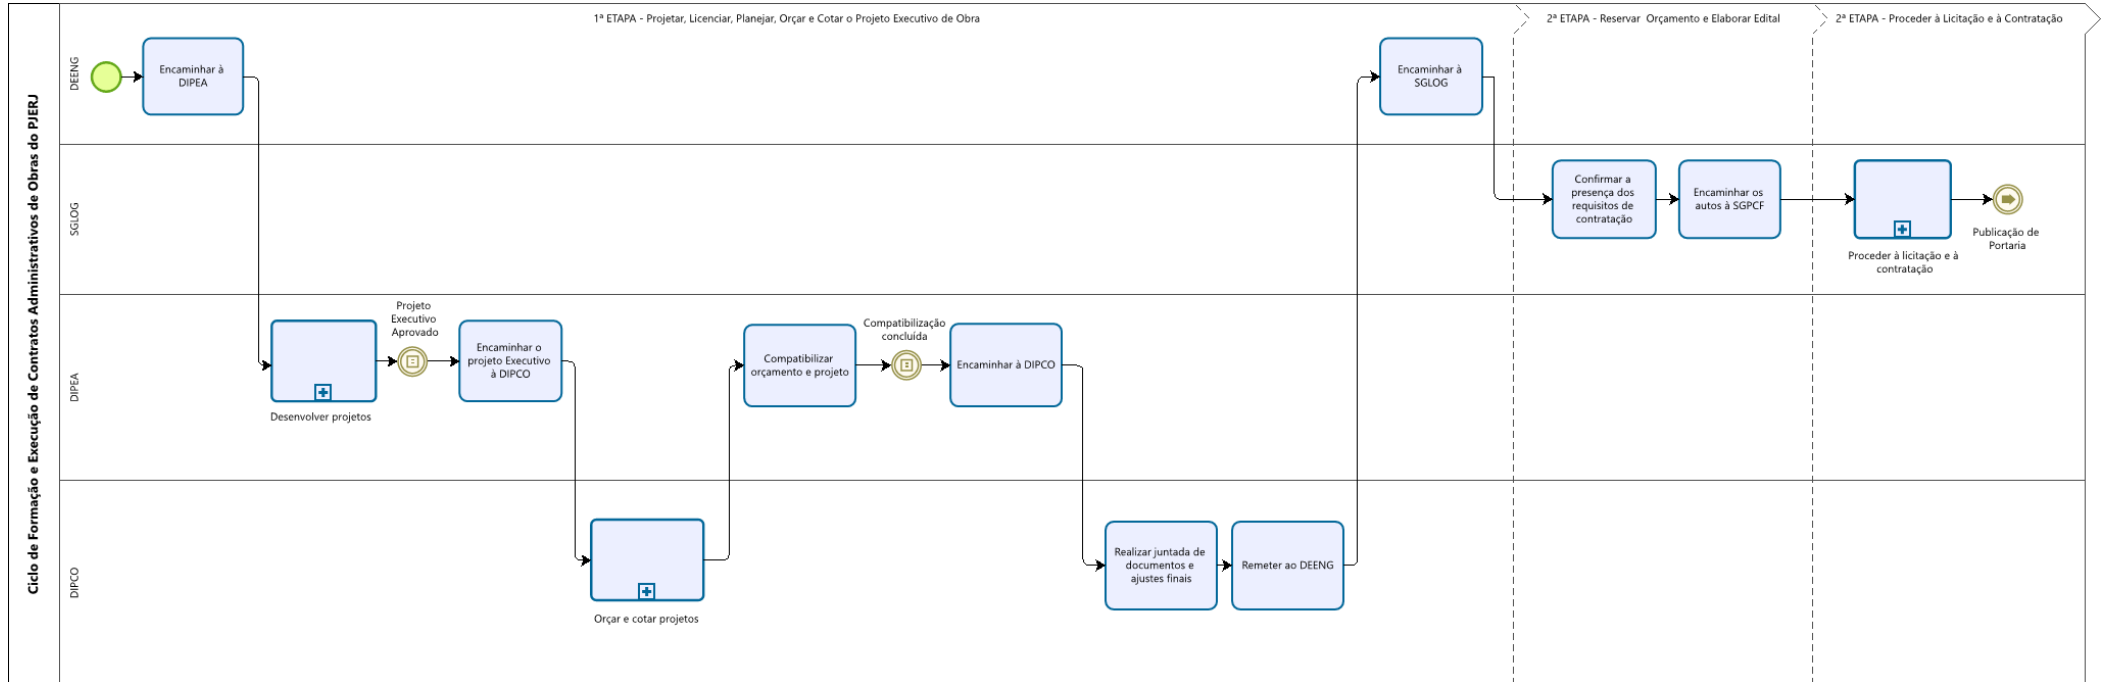 Ciclo de Formação e Execução de Contratos Administrativos de Obras do PJERJ
1ª ETAPA - Projetar, Licenciar, Planejar, Orçar e Cotar o Projeto Executivo de Obra
2ª ETAPA - Reservar  Orçamento e Elaborar Edital
2ª ETAPA - Proceder à Licitação e à Contratação
DEENG
Encaminhar à
DIPEA
Encaminhar à
SGLOG
SGLOG
Confirmar a
presença dos
requisitos de
contratação
Encaminhar os
autos à SGPCF
Proceder à licitação e à
contratação
Publicação de
Portaria
DIPEA
Desenvolver projetos
Projeto
Executivo
Aprovado
Encaminhar o
projeto Executivo
à DIPCO
Compatibilizar
orçamento e projeto
Compatibilização
concluída
Encaminhar à DIPCO
DIPCO
Orçar e cotar projetos
Realizar juntada de
documentos e
ajustes finais
Remeter ao DEENG